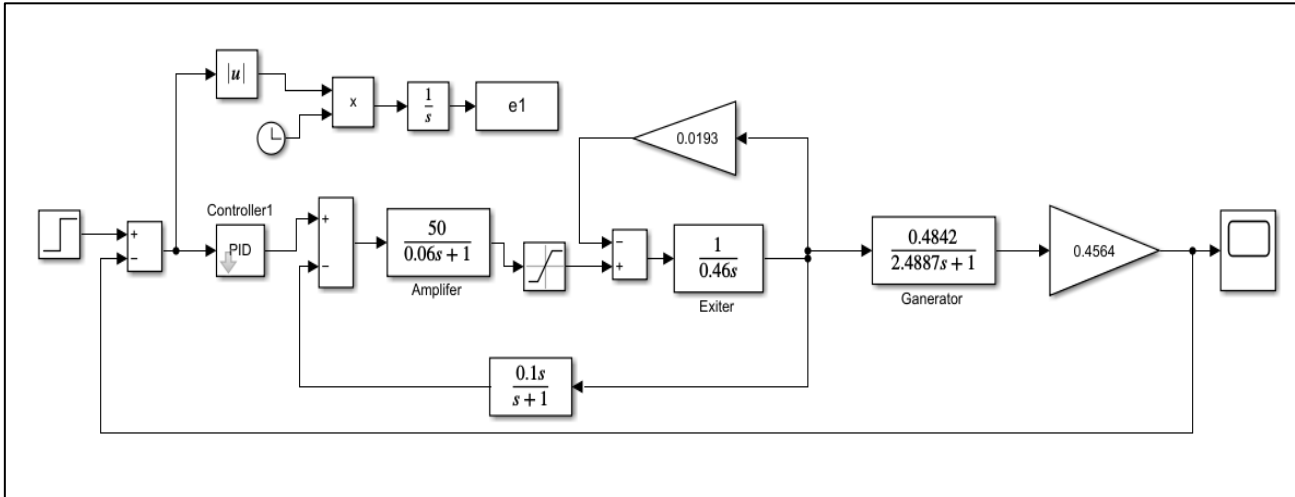 |u|
x
1
s
e1
0.0193
Controller1
+
−
PID
+
−
50
0.06s + 1
Amplifer
−
+
1
0.46s
Exiter
0.4842
2.4887s + 1
Ganerator
0.4564
0.1s
s + 1